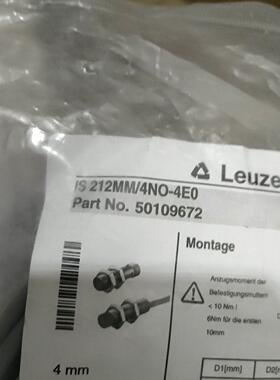 Leuze
IS 212MM/4NO-4E0
Part No. 50109672
Montage
Anzugsmoment der
Befestigungsmuttern
< 10 Nm !
6Nm für die ersten
10mm
4 mm
D1[mm]